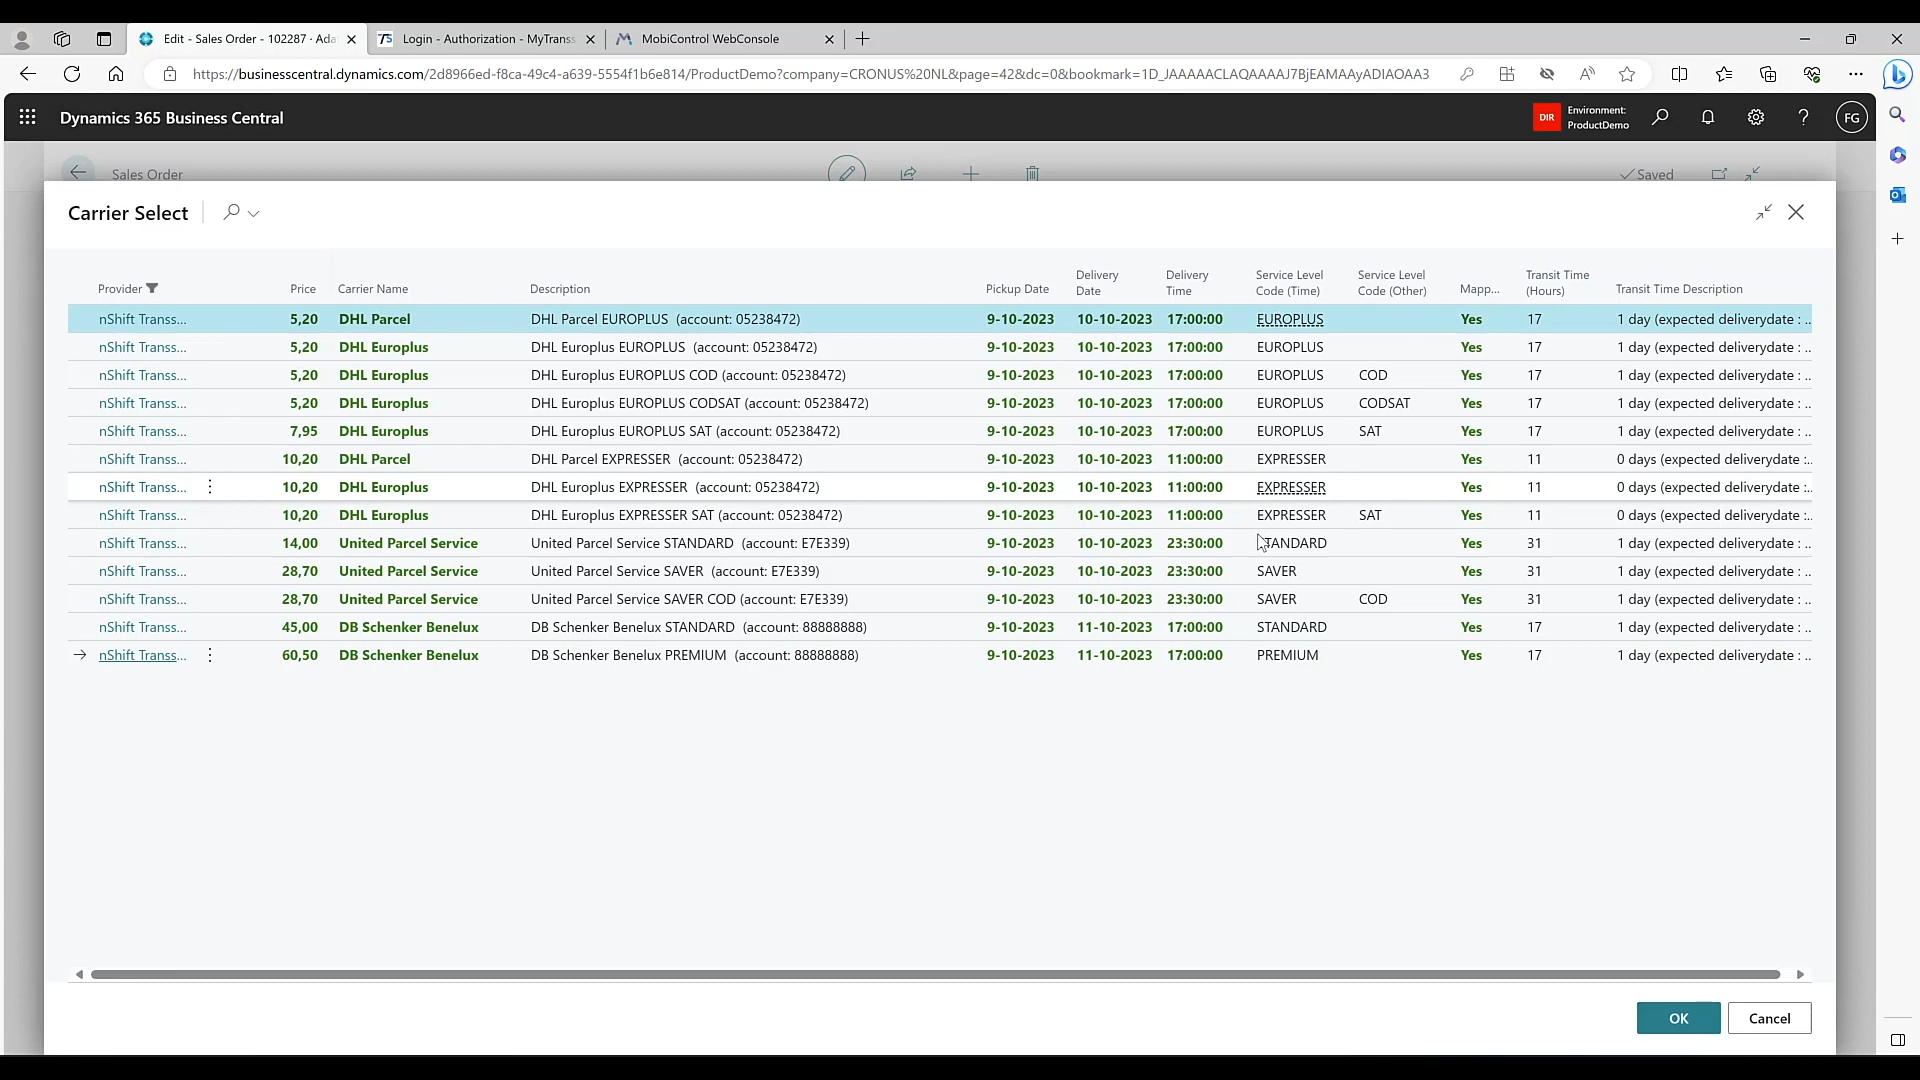 Edit - Sales Order - 102287 · Ada
Login - Authorization - MyTranss
MobiControl WebConsole
https://businesscentral.dynamics.com/2d8966ed-f8ca-49c4-a639-5554f1b6e814/ProductDemo?company=CRONUS%20NL&page=42&dc=0&bookmark=1D_JAAAAACLAQAAAAJ7BjEAMAAyADIAOAA3
Dynamics 365 Business Central
DIR
Environment:
ProductDemo
FG
Sales Order
Saved
Carrier Select
Provider Price Carrier Name Description Pickup Date Delivery Date Delivery Time Service Level Code (Time) Service Level Code (Other) Mapp... Transit Time (Hours) Transit Time Description
nShift Transs... 5,20 DHL Parcel DHL Parcel EUROPLUS (account: 05238472) 9-10-2023 10-10-2023 17:00:00 EUROPLUS Yes 17 1 day (expected deliverydate : ..
nShift Transs... 5,20 DHL Europlus DHL Europlus EUROPLUS (account: 05238472) 9-10-2023 10-10-2023 17:00:00 EUROPLUS Yes 17 1 day (expected deliverydate : ..
nShift Transs... 5,20 DHL Europlus DHL Europlus EUROPLUS COD (account: 05238472) 9-10-2023 10-10-2023 17:00:00 EUROPLUS COD Yes 17 1 day (expected deliverydate : ..
nShift Transs... 5,20 DHL Europlus DHL Europlus EUROPLUS CODSAT (account: 05238472) 9-10-2023 10-10-2023 17:00:00 EUROPLUS CODSAT Yes 17 1 day (expected deliverydate : ..
nShift Transs... 7,95 DHL Europlus DHL Europlus EUROPLUS SAT (account: 05238472) 9-10-2023 10-10-2023 17:00:00 EUROPLUS SAT Yes 17 1 day (expected deliverydate : ..
nShift Transs... 10,20 DHL Parcel DHL Parcel EXPRESSER (account: 05238472) 9-10-2023 10-10-2023 11:00:00 EXPRESSER Yes 11 0 days (expected deliverydate :..
nShift Transs... 10,20 DHL Europlus DHL Europlus EXPRESSER (account: 05238472) 9-10-2023 10-10-2023 11:00:00 EXPRESSER Yes 11 0 days (expected deliverydate :..
nShift Transs... 10,20 DHL Europlus DHL Europlus EXPRESSER SAT (account: 05238472) 9-10-2023 10-10-2023 11:00:00 EXPRESSER SAT Yes 11 0 days (expected deliverydate :..
nShift Transs... 14,00 United Parcel Service United Parcel Service STANDARD (account: E7E339) 9-10-2023 10-10-2023 23:30:00 STANDARD Yes 31 1 day (expected deliverydate : ..
nShift Transs... 28,70 United Parcel Service United Parcel Service SAVER (account: E7E339) 9-10-2023 10-10-2023 23:30:00 SAVER Yes 31 1 day (expected deliverydate : ..
nShift Transs... 28,70 United Parcel Service United Parcel Service SAVER COD (account: E7E339) 9-10-2023 10-10-2023 23:30:00 SAVER COD Yes 31 1 day (expected deliverydate : ..
nShift Transs... 45,00 DB Schenker Benelux DB Schenker Benelux STANDARD (account: 88888888) 9-10-2023 11-10-2023 17:00:00 STANDARD Yes 17 1 day (expected deliverydate : ..
nShift Transs... 60,50 DB Schenker Benelux DB Schenker Benelux PREMIUM (account: 88888888) 9-10-2023 11-10-2023 17:00:00 PREMIUM Yes 17 1 day (expected deliverydate : ..
OK
Cancel